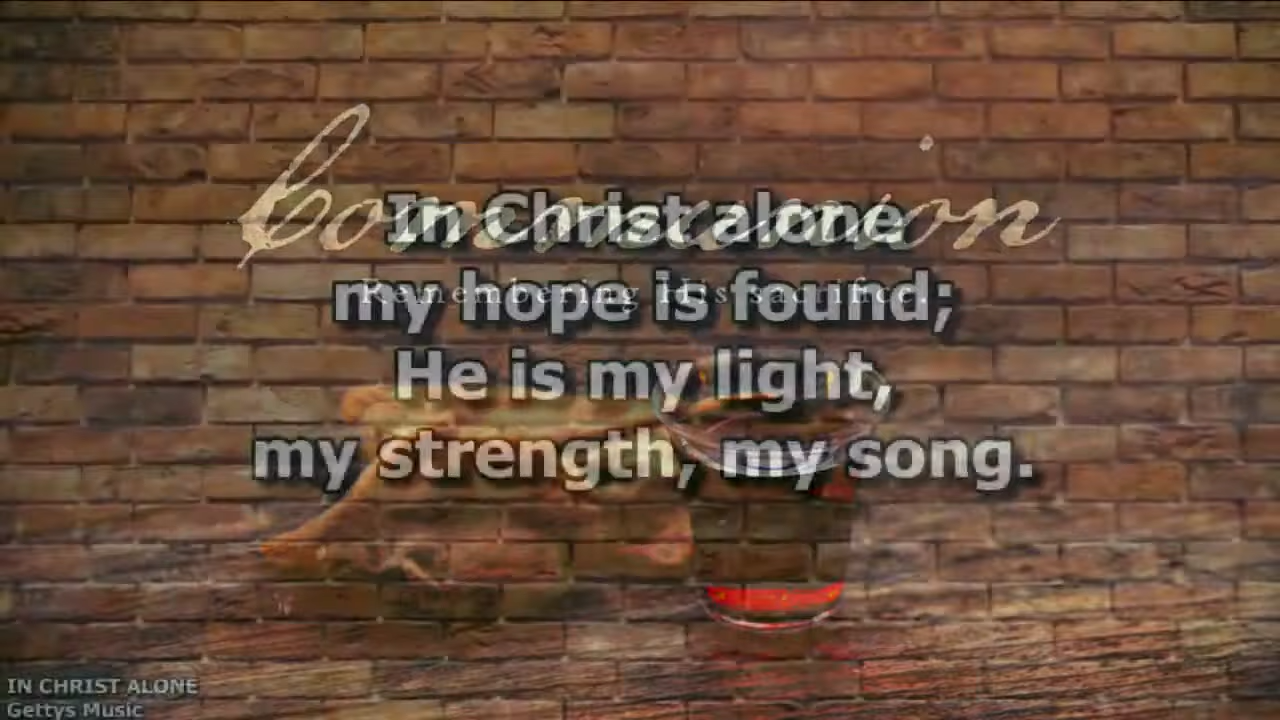 Communion
In Christ alone
Remembering His sacrifice.
my hope is found;
He is my light,
my strength, my song.
IN CHRIST ALONE
Gettys Music